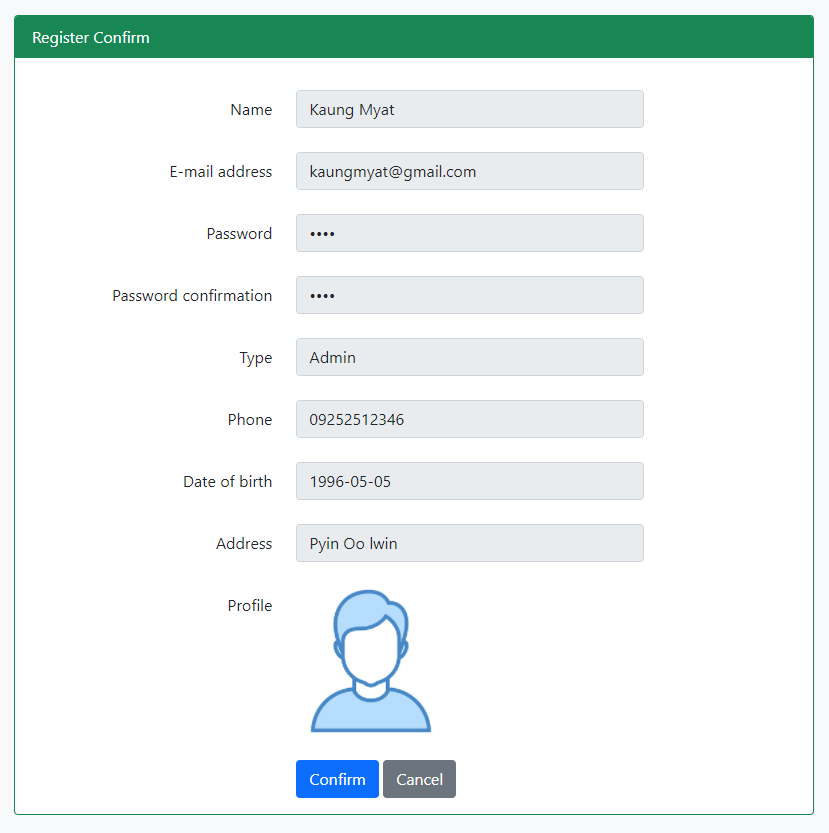 Register Confirm
Name Kaung Myat
E-mail address kaungmyat@gmail.com
Password ••••
Password confirmation ••••
Type Admin
Phone 09252512346
Date of birth 1996-05-05
Address Pyin Oo lwin
Profile
Confirm Cancel